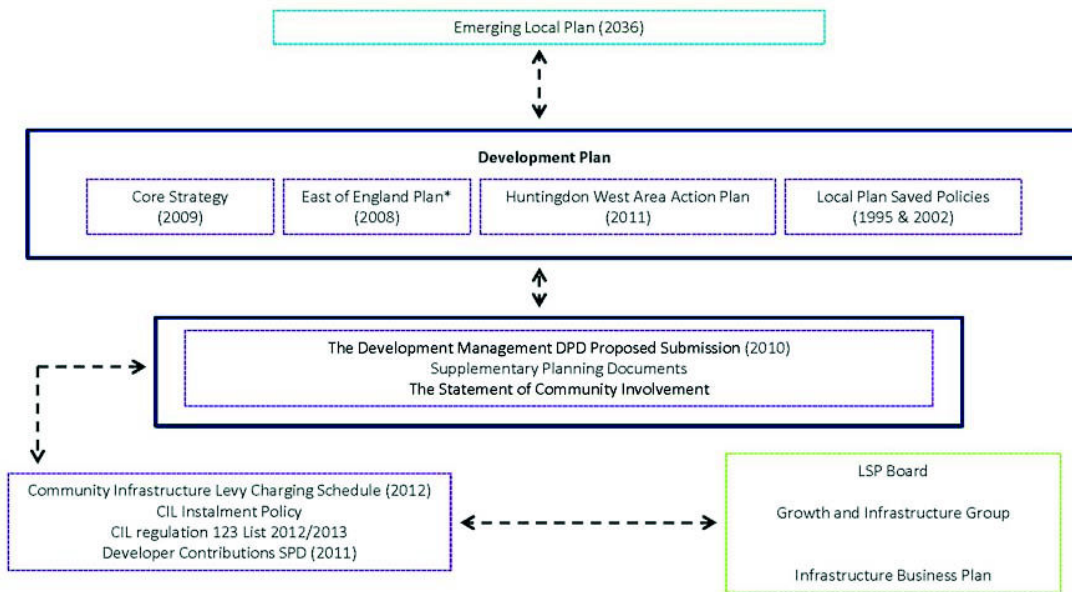 Emerging Local Plan (2036)
Development Plan
Core Strategy
(2009)
East of England Plan*
(2008)
Huntingdon West Area Action Plan
(2011)
Local Plan Saved Policies
(1995 & 2002)
The Development Management DPD Proposed Submission (2010)
Supplementary Planning Documents
The Statement of Community Involvement
Community Infrastructure Levy Charging Schedule (2012)
CIL Instalment Policy
CIL regulation 123 List 2012/2013
Developer Contributions SPD (2011)
LSP Board
Growth and Infrastructure Group
Infrastructure Business Plan